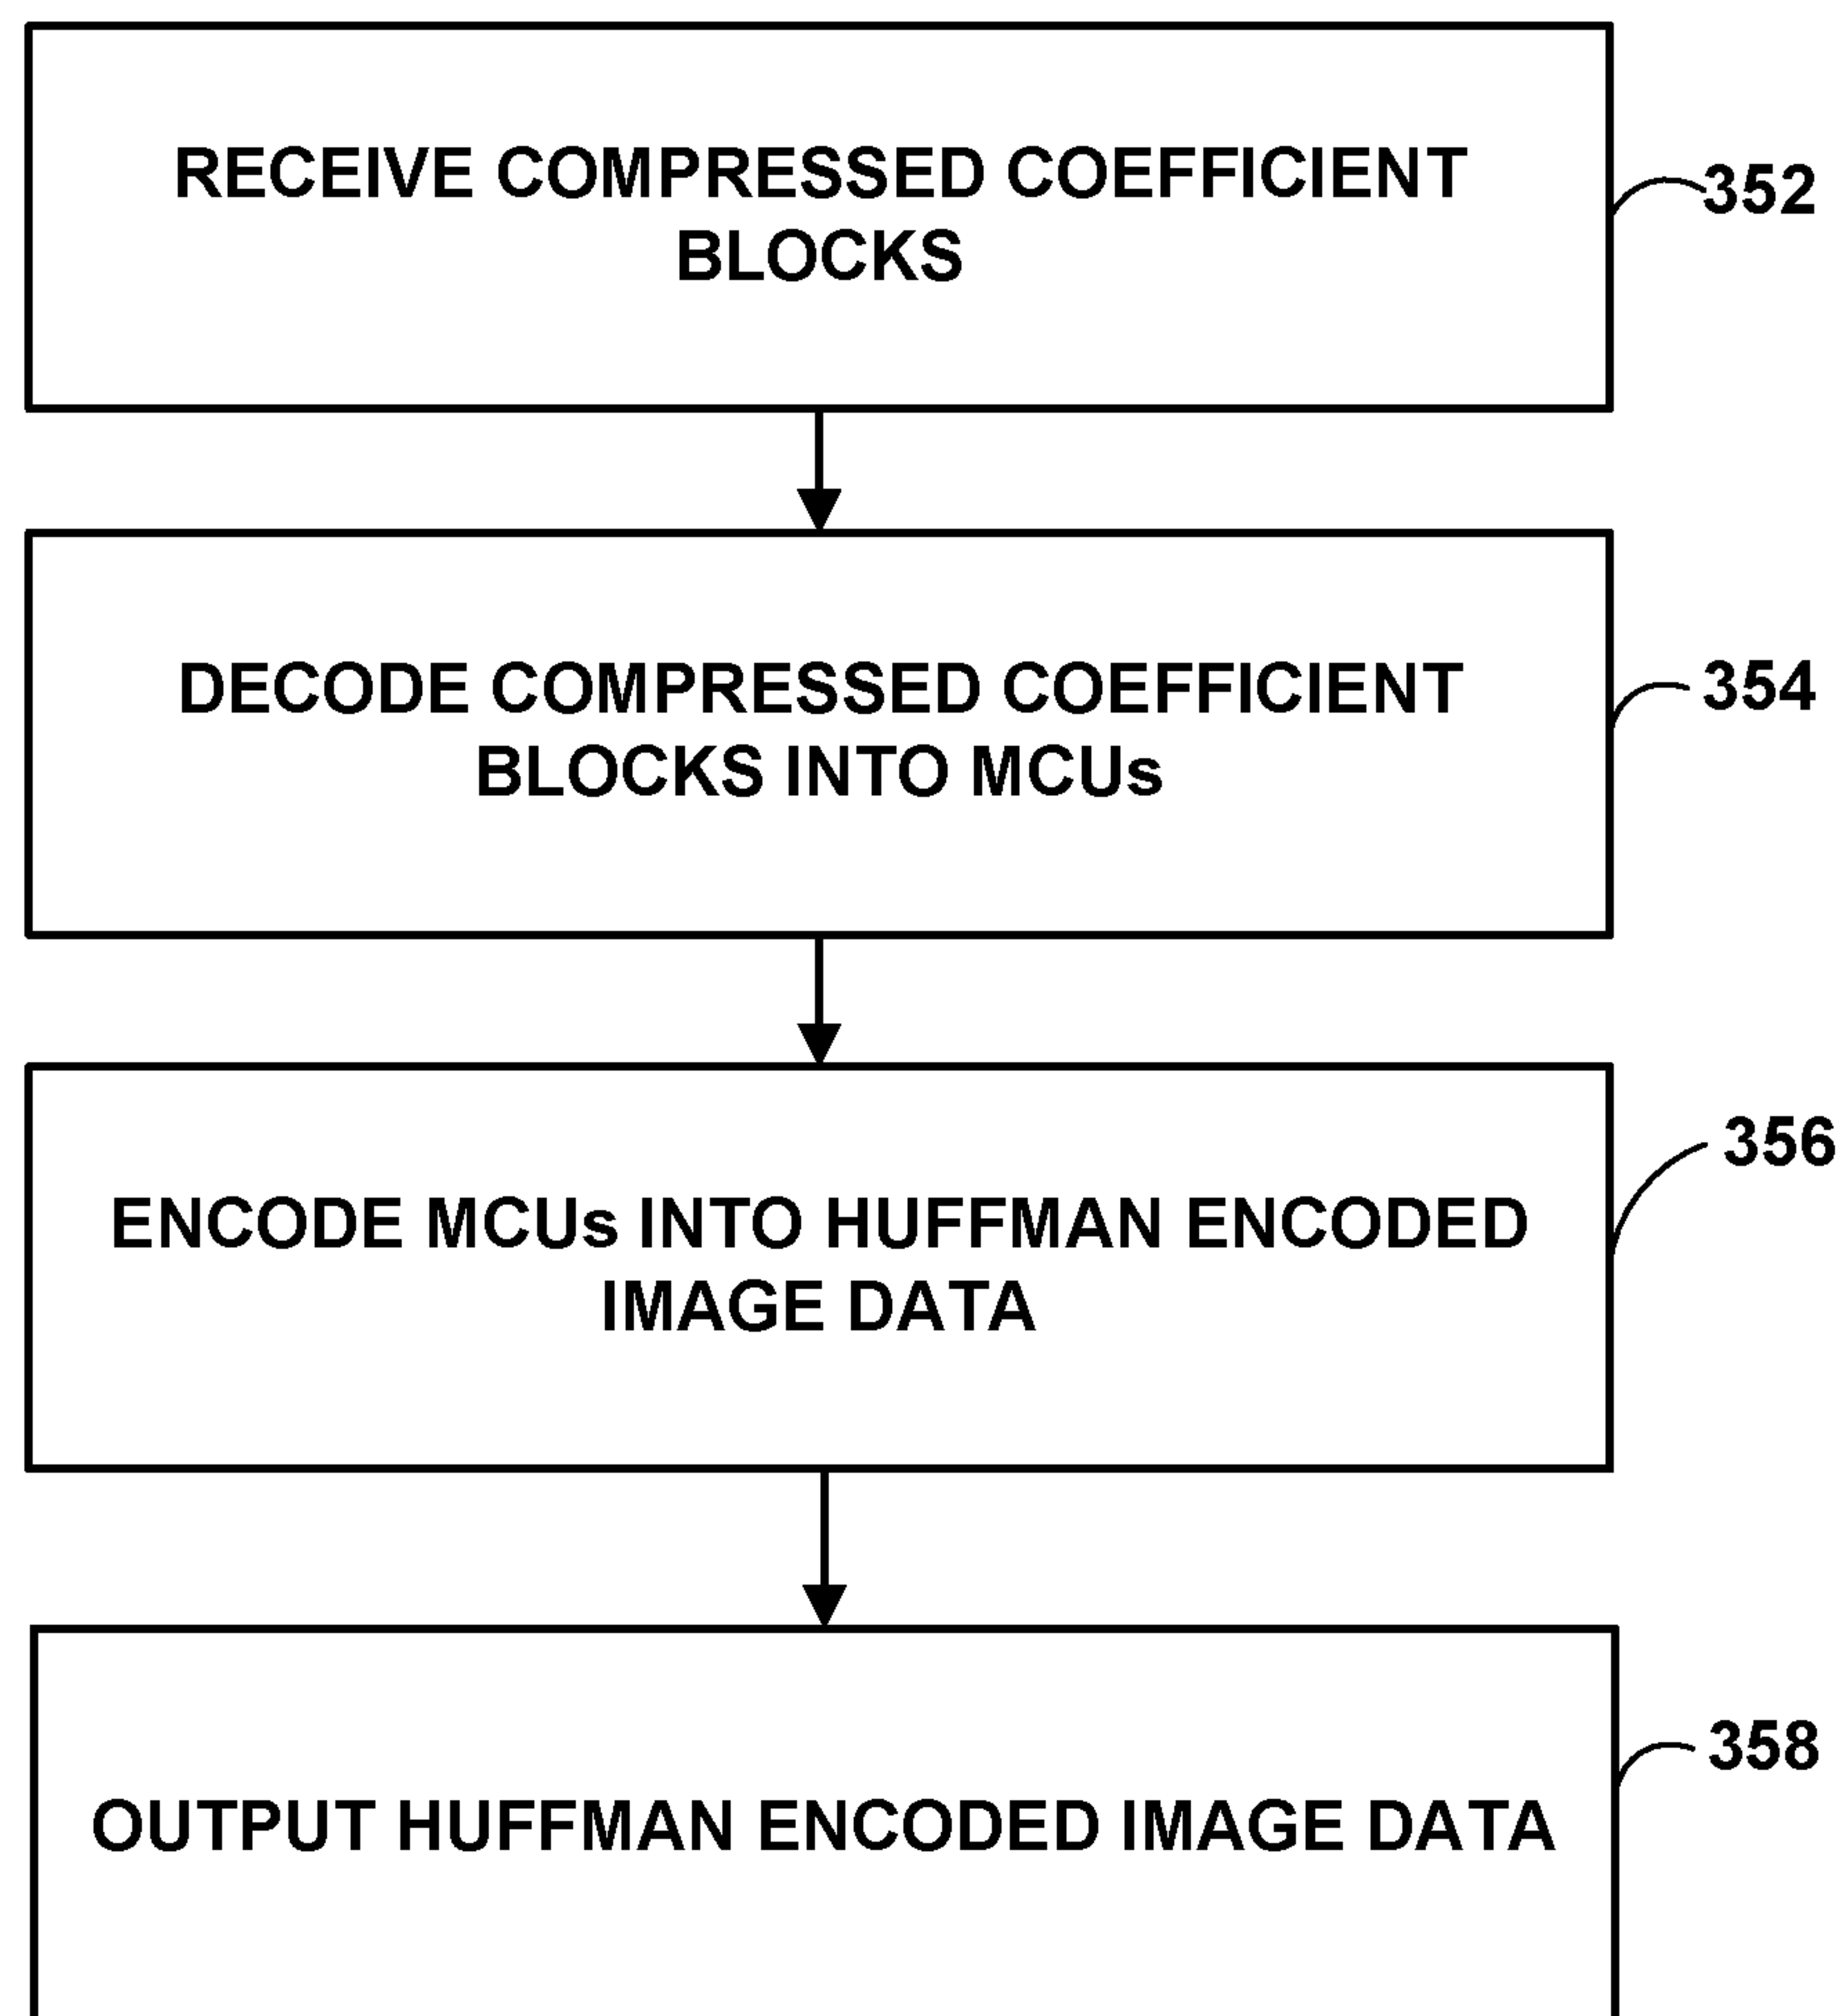 RECEIVE COMPRESSED COEFFICIENT
BLOCKS
352
DECODE COMPRESSED COEFFICIENT
BLOCKS INTO MCUs
354
ENCODE MCUs INTO HUFFMAN ENCODED
IMAGE DATA
356
OUTPUT HUFFMAN ENCODED IMAGE DATA
358